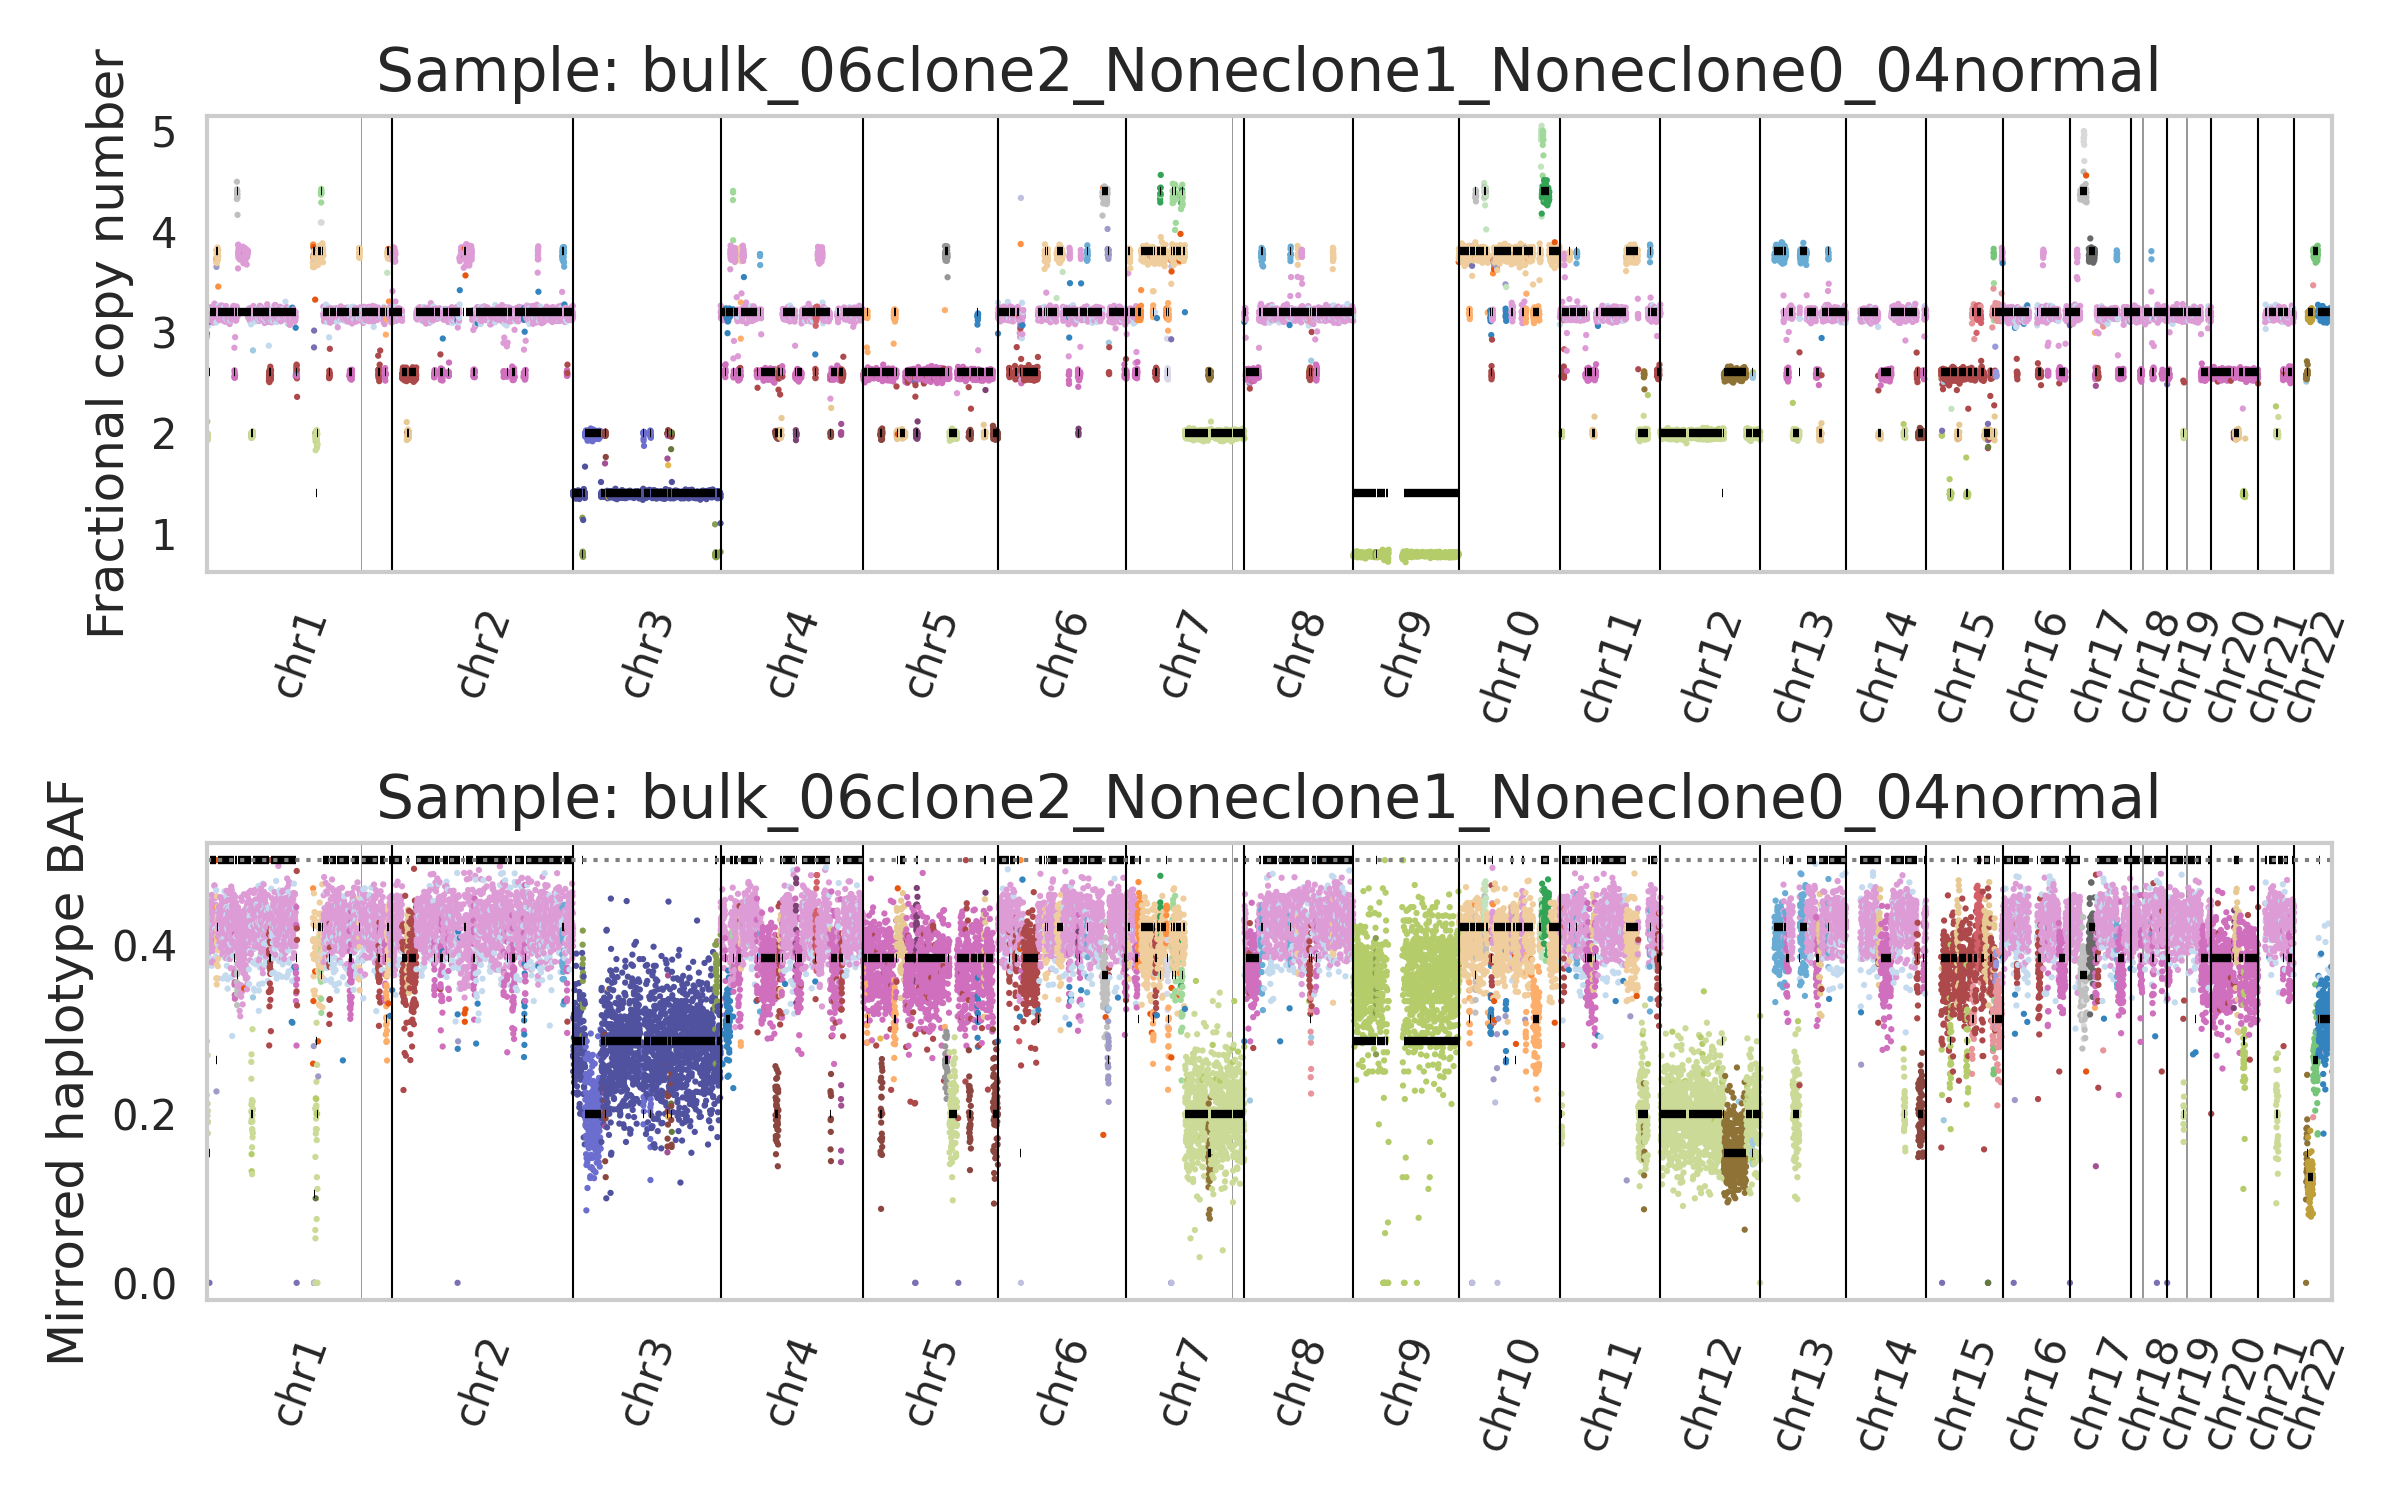 Sample: bulk_06clone2_Noneclone1_Noneclone0_04normal
Fractional copy number
5
4
3
2
1
chr1 chr2 chr3 chr4 chr5 chr6 chr7 chr8 chr9 chr10 chr11 chr12 chr13 chr14 chr15 chr16 chr17 chr18 chr19 chr20 chr21 chr22
Sample: bulk_06clone2_Noneclone1_Noneclone0_04normal
Mirrored haplotype BAF
0.4
0.2
0.0
chr1 chr2 chr3 chr4 chr5 chr6 chr7 chr8 chr9 chr10 chr11 chr12 chr13 chr14 chr15 chr16 chr17 chr18 chr19 chr20 chr21 chr22